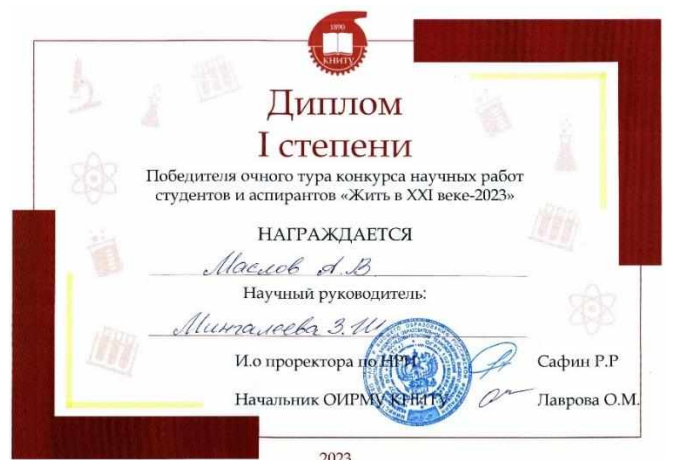 1890
КНИТУ
Диплом
I степени
Победителя очного тура конкурса научных работ
студентов и аспирантов «Жить в XXI веке-2023»
НАГРАЖДАЕТСЯ
Маслов А.В.
Научный руководитель:
Мингалеева З.Ш
И.о проректора по НРИ
Сафин Р.Р
Начальник ОИРМУ КНИТУ
Лаврова О.М.
2023